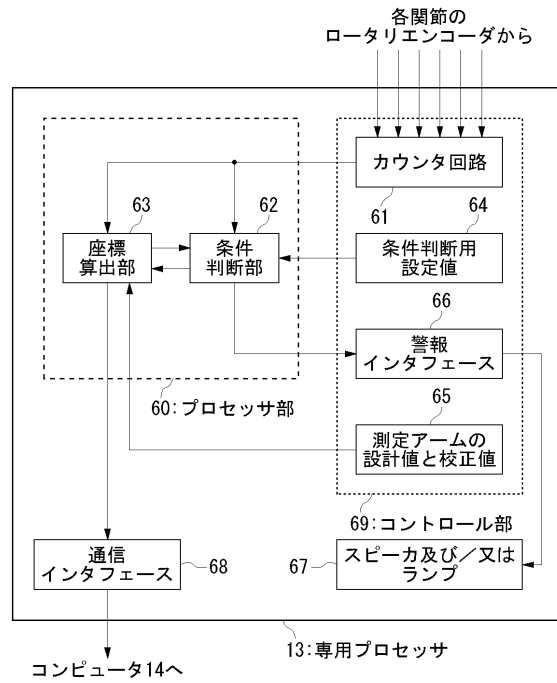 各関節の
ロータリエンコーダから
カウンタ回路
61
63
62
64
座標
算出部
条件
判断部
条件判断用
設定値
66
警報
インタフェース
60:プロセッサ部
65
測定アームの
設計値と校正値
69:コントロール部
通信
インタフェース
68
67
スピーカ及び/又は
ランプ
13:専用プロセッサ
コンピュータ14へ